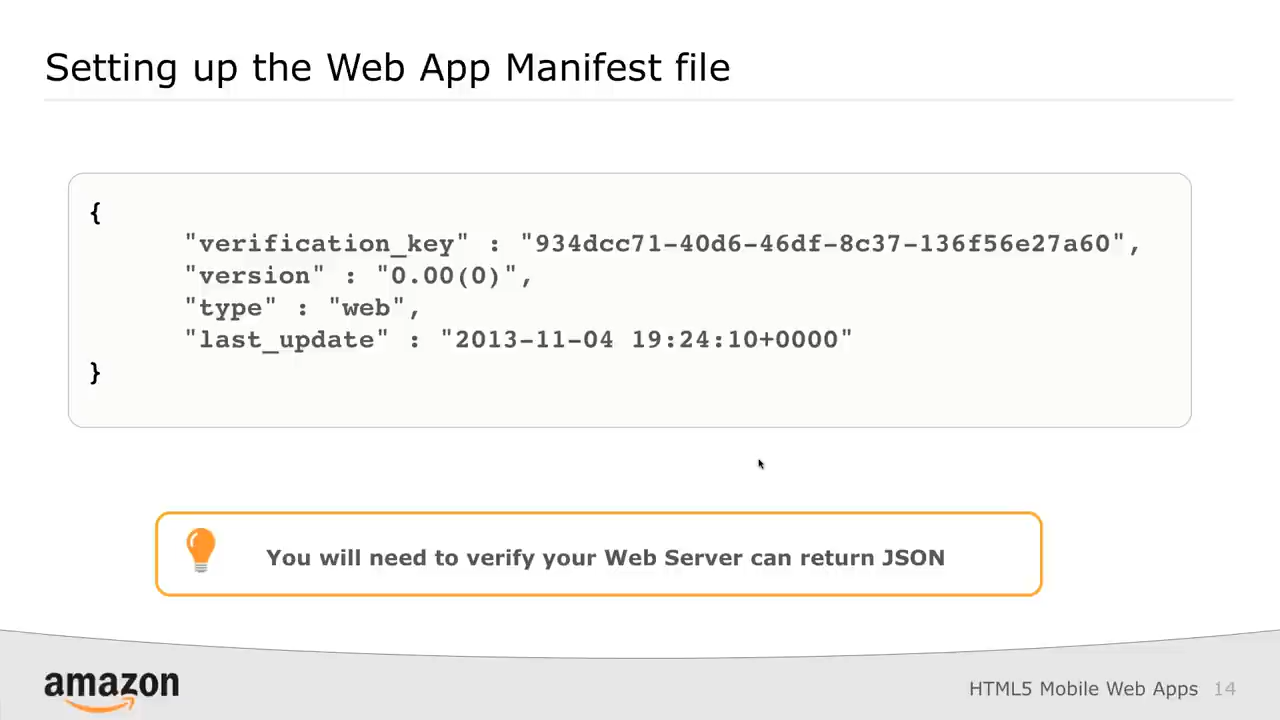 Setting up the Web App Manifest file
{
"verification_key" : "934dcc71-40d6-46df-8c37-136f56e27a60",
"version" : "0.00(0)",
"type" : "web",
"last_update" : "2013-11-04 19:24:10+0000"
}
You will need to verify your Web Server can return JSON
amazon
HTML5 Mobile Web Apps 14